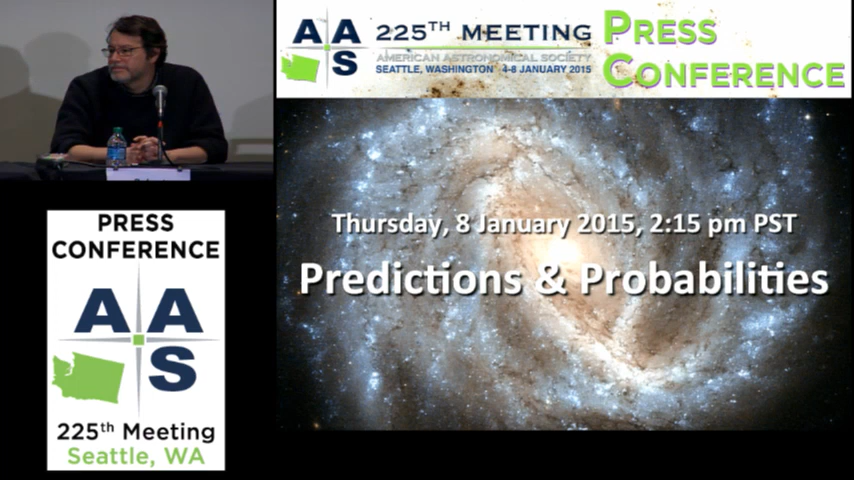 AAS
225TH MEETING
AMERICAN ASTRONOMICAL SOCIETY
SEATTLE, WASHINGTON 4-8 JANUARY 2015
PRESS
CONFERENCE
Thursday, 8 January 2015, 2:15 pm PST
Predictions & Probabilities
PRESS
CONFERENCE
AAS
225th Meeting
Seattle, WA